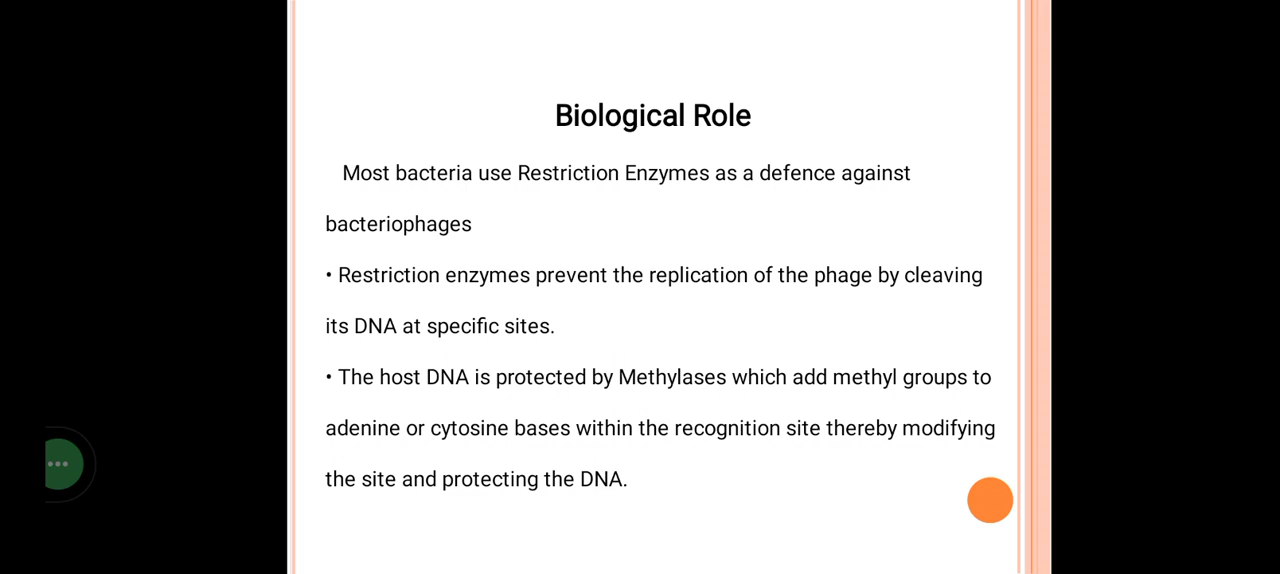 Biological Role
Most bacteria use Restriction Enzymes as a defence against
bacteriophages
• Restriction enzymes prevent the replication of the phage by cleaving
its DNA at specific sites.
• The host DNA is protected by Methylases which add methyl groups to
adenine or cytosine bases within the recognition site thereby modifying
the site and protecting the DNA.